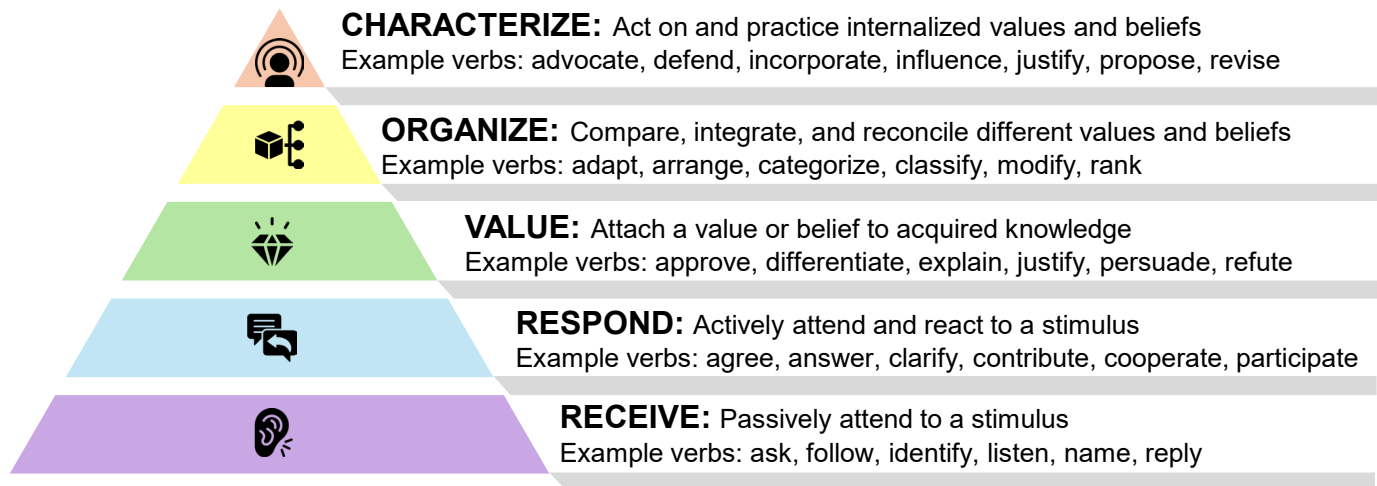 CHARACTERIZE: Act on and practice internalized values and beliefs
Example verbs: advocate, defend, incorporate, influence, justify, propose, revise
ORGANIZE: Compare, integrate, and reconcile different values and beliefs
Example verbs: adapt, arrange, categorize, classify, modify, rank
VALUE: Attach a value or belief to acquired knowledge
Example verbs: approve, differentiate, explain, justify, persuade, refute
RESPOND: Actively attend and react to a stimulus
Example verbs: agree, answer, clarify, contribute, cooperate, participate
RECEIVE: Passively attend to a stimulus
Example verbs: ask, follow, identify, listen, name, reply